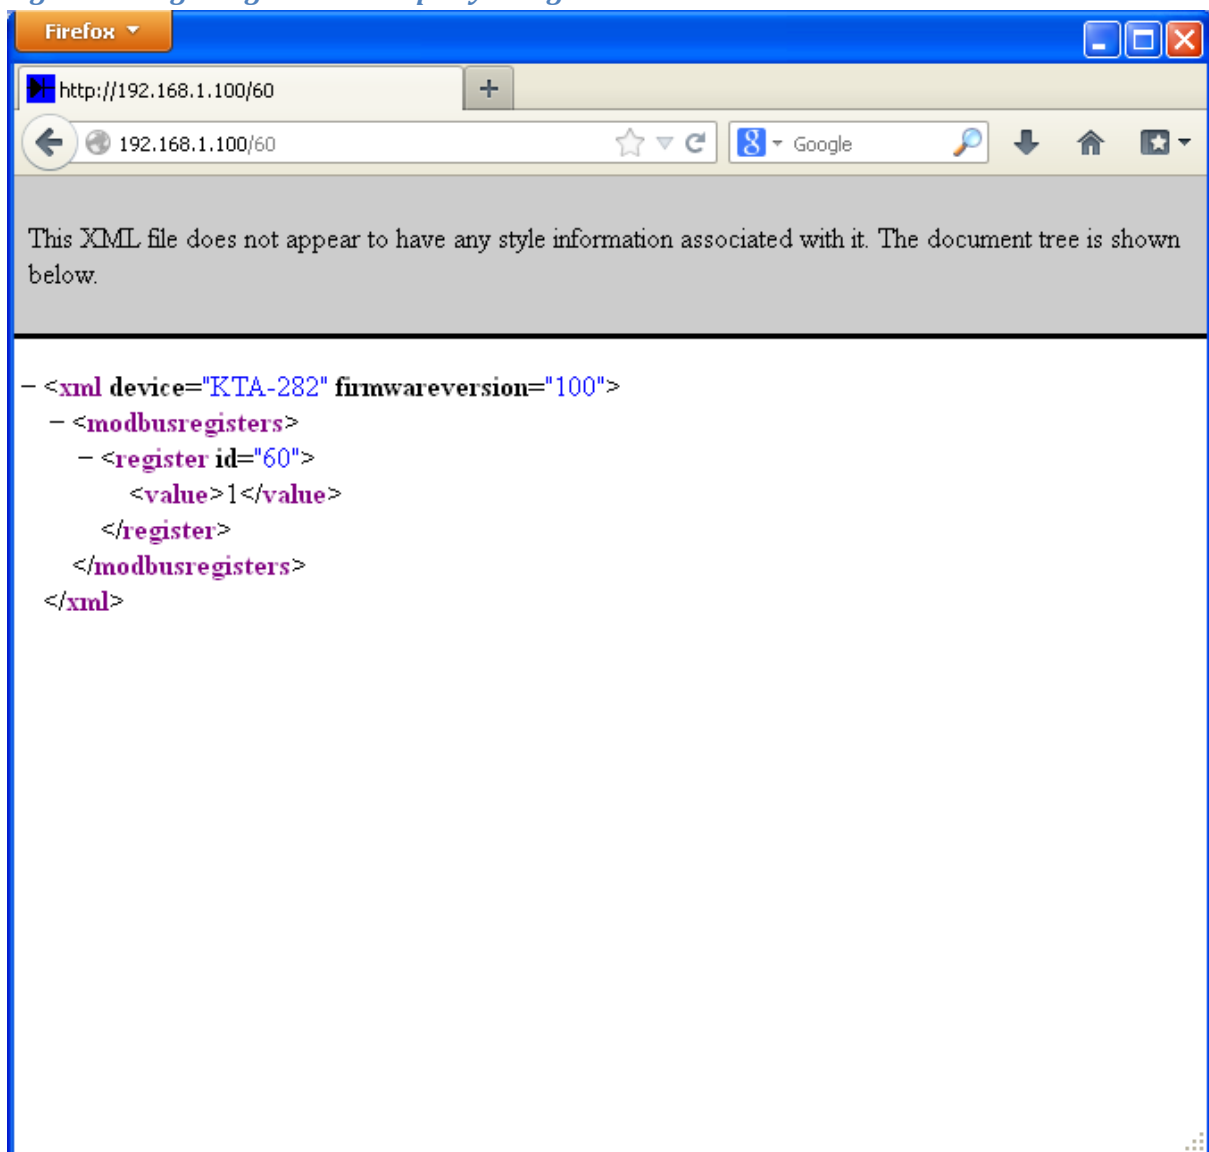 Firefox
http://192.168.1.100/60
192.168.1.100/60
Google
This XML file does not appear to have any style information associated with it. The document tree is shown
below.
− <xml device="KTA-282" firmwareversion="100">
− <modbusregisters>
− <register id="60">
<value>1</value>
</register>
</modbusregisters>
</xml>